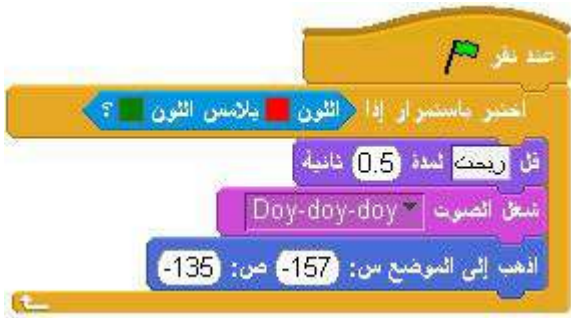 عند نقر
اختبر باستمرار إذا اللون يلامس اللون ؟
قل ربحت لمدة 0.5 ثانية
شغل الصوت Doy-doy-doy
اذهب إلى الموضع س: -157 ص: -135